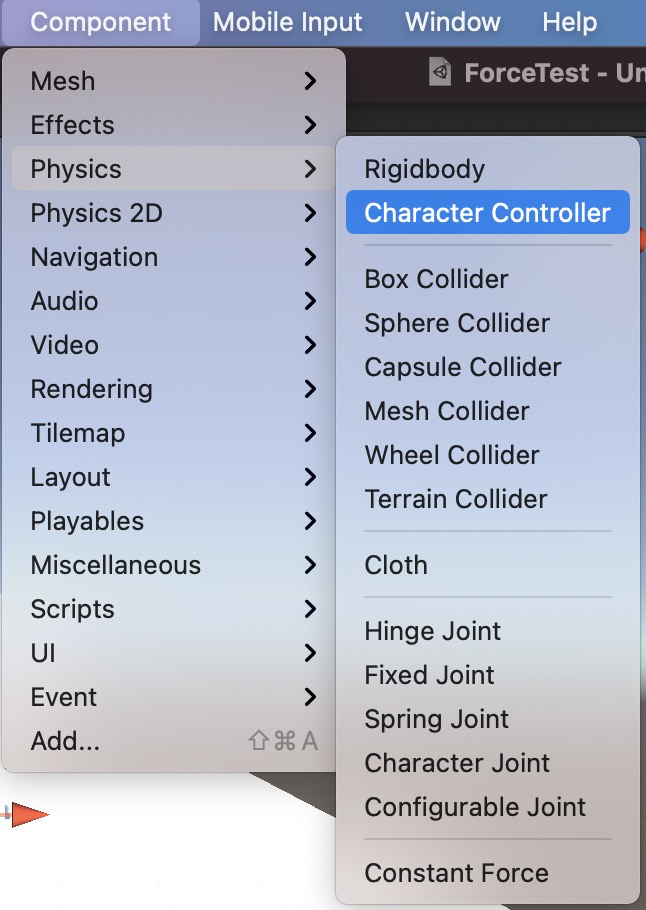 Component Mobile Input Window Help
ForceTest - Un
Mesh
Effects
Physics
Physics 2D
Navigation
Audio
Video
Rendering
Tilemap
Layout
Playables
Miscellaneous
Scripts
UI
Event
Add... ⇧⌘A
Rigidbody
Character Controller
Box Collider
Sphere Collider
Capsule Collider
Mesh Collider
Wheel Collider
Terrain Collider
Cloth
Hinge Joint
Fixed Joint
Spring Joint
Character Joint
Configurable Joint
Constant Force